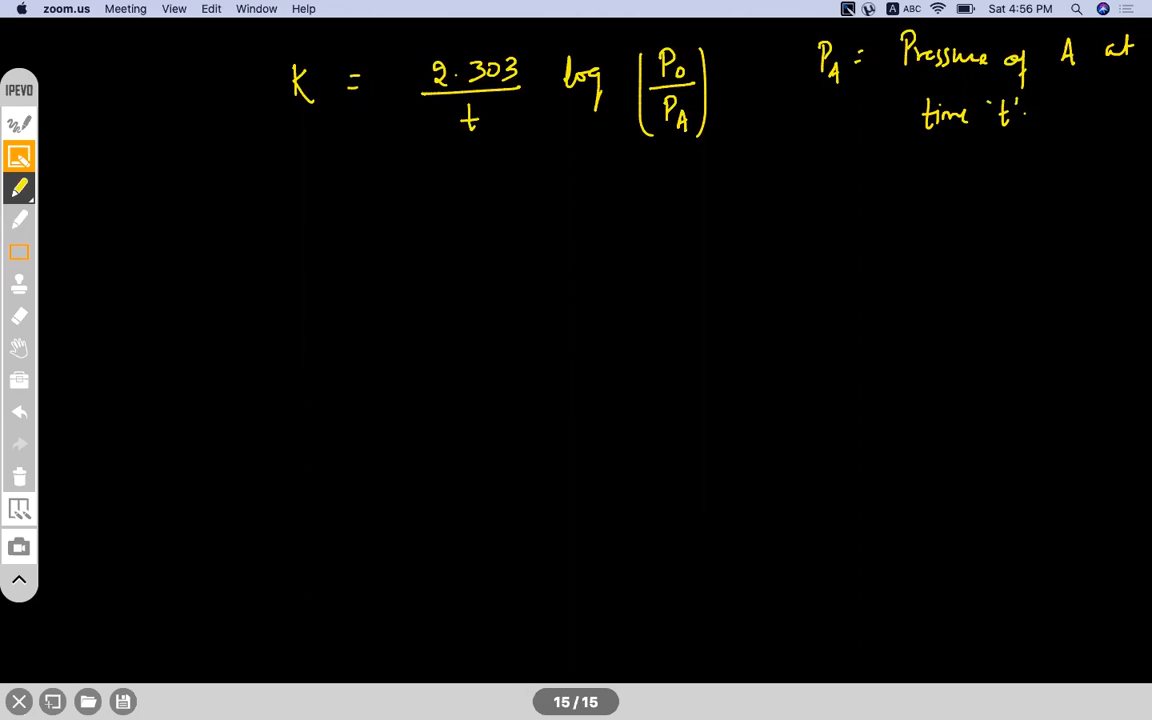 zoom.us Meeting View Edit Window Help ABC Sat 4:56 PM
IPEVO
K = 2.303 / t log (P0 / PA)
PA = Pressure of A at
time 't'.
15 / 15